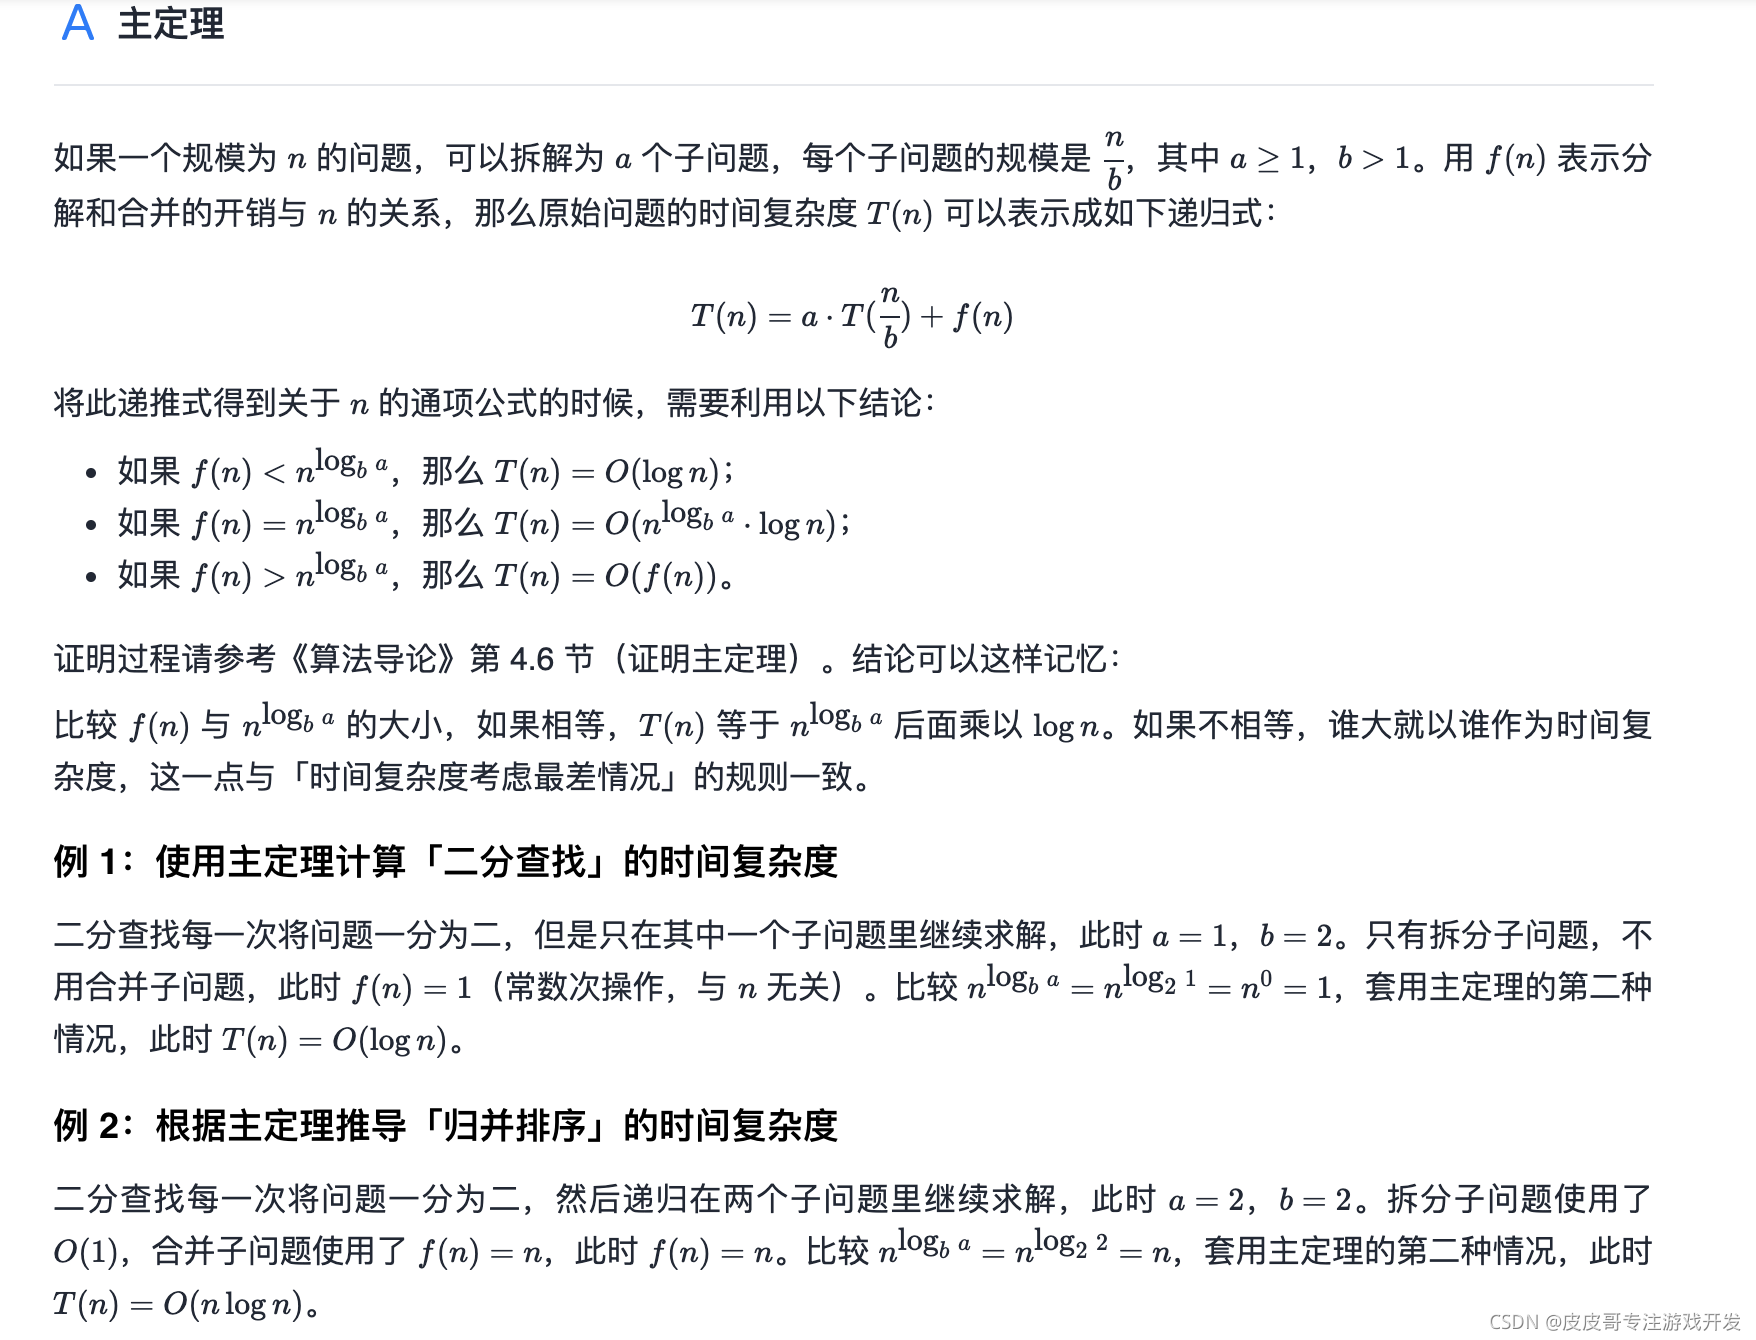 A 主定理
如果一个规模为 n 的问题，可以拆解为 a 个子问题，每个子问题的规模是 n/b，其中 a ≥ 1，b > 1。用 f(n) 表示分
解和合并的开销与 n 的关系，那么原始问题的时间复杂度 T(n) 可以表示成如下递归式：
T(n) = a · T(n/b) + f(n)
将此递推式得到关于 n 的通项公式的时候，需要利用以下结论：
• 如果 f(n) < n^{log_b a}，那么 T(n) = O(log n)；
• 如果 f(n) = n^{log_b a}，那么 T(n) = O(n^{log_b a} · log n)；
• 如果 f(n) > n^{log_b a}，那么 T(n) = O(f(n))。
证明过程请参考《算法导论》第 4.6 节（证明主定理）。结论可以这样记忆：
比较 f(n) 与 n^{log_b a} 的大小，如果相等，T(n) 等于 n^{log_b a} 后面乘以 log n。如果不相等，谁大就以谁作为时间复
杂度，这一点与「时间复杂度考虑最差情况」的规则一致。
例 1：使用主定理计算「二分查找」的时间复杂度
二分查找每一次将问题一分为二，但是只在其中一个子问题里继续求解，此时 a = 1，b = 2。只有拆分子问题，不
用合并子问题，此时 f(n) = 1（常数次操作，与 n 无关）。比较 n^{log_b a} = n^{log_2 1} = n^0 = 1，套用主定理的第二种
情况，此时 T(n) = O(log n)。
例 2：根据主定理推导「归并排序」的时间复杂度
二分查找每一次将问题一分为二，然后递归在两个子问题里继续求解，此时 a = 2，b = 2。拆分子问题使用了
O(1)，合并子问题使用了 f(n) = n，此时 f(n) = n。比较 n^{log_b a} = n^{log_2 2} = n，套用主定理的第二种情况，此时
T(n) = O(n log n)。
CSDN @皮皮哥专注游戏开发